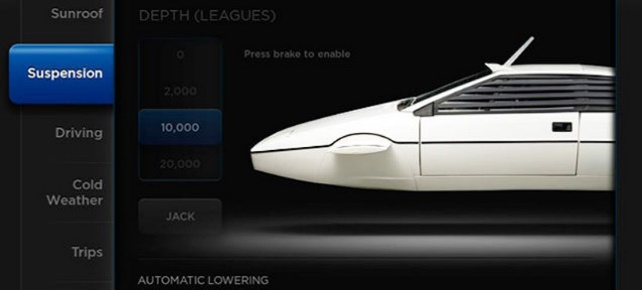 Sunroof
DEPTH (LEAGUES)
0
Press brake to enable
Suspension
2,000
10,000
Driving
20,000
Cold
Weather
JACK
Trips
AUTOMATIC LOWERING